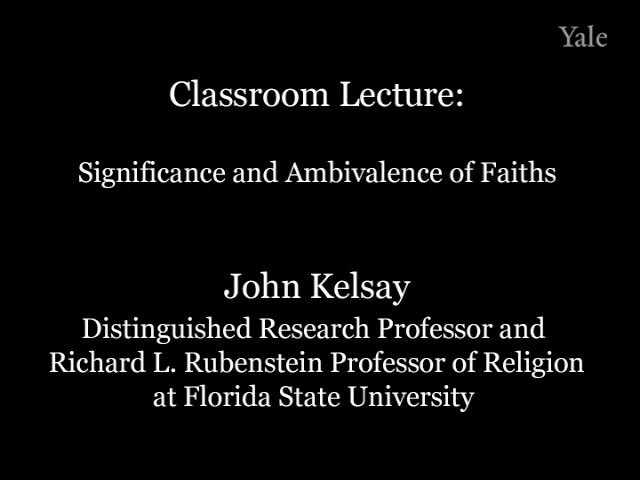 Yale
Classroom Lecture:
Significance and Ambivalence of Faiths
John Kelsay
Distinguished Research Professor and
Richard L. Rubenstein Professor of Religion
at Florida State University